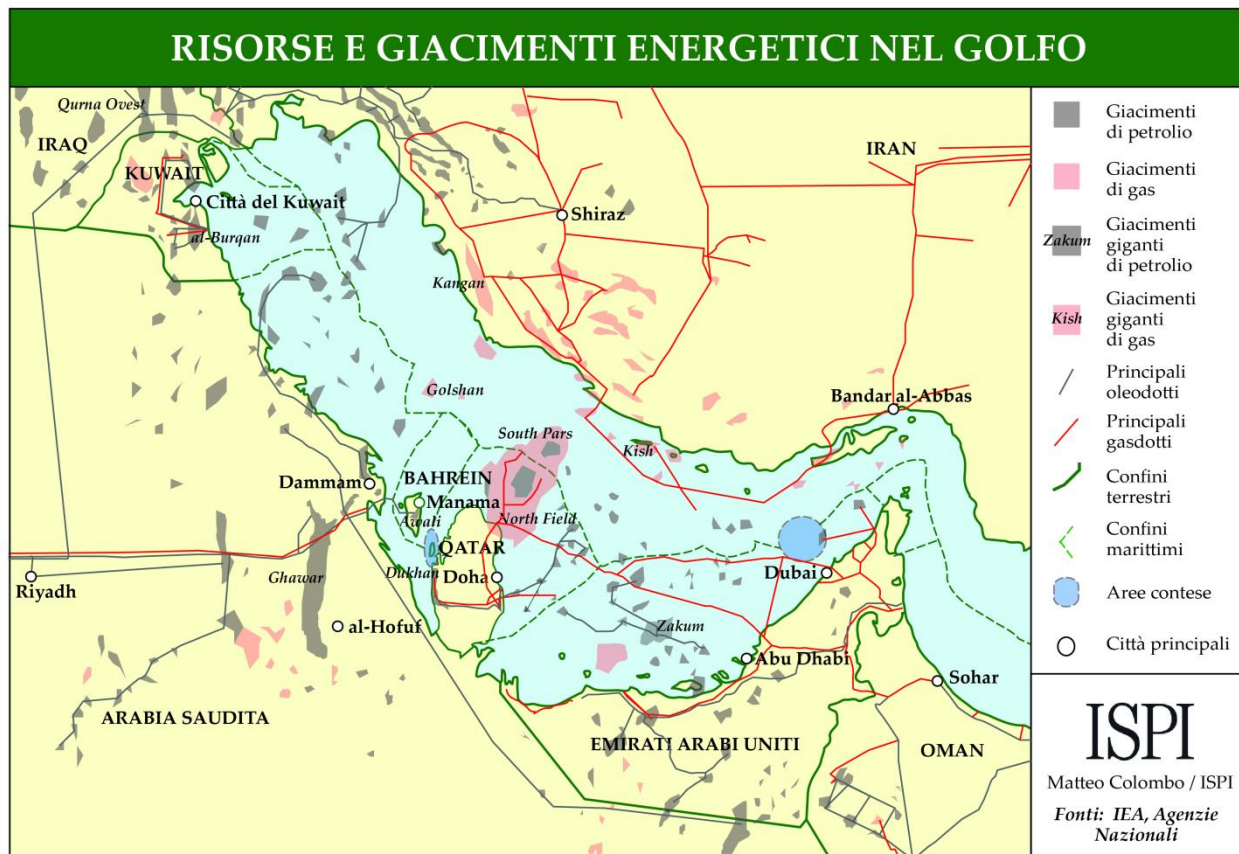 RISORSE E GIACIMENTI ENERGETICI NEL GOLFO
Qurna Ovest
IRAQ
IRAN
KUWAIT
Città del Kuwait
Shiraz
al-Burqan
Kangan
Golshan
Bandar al-Abbas
South Pars
Kish
Dammam
BAHREIN
Manama
Awali
North Field
QATAR
Dukhan
Doha
Dubai
Ghawar
Riyadh
al-Hofuf
Zakum
Abu Dhabi
Sohar
ARABIA SAUDITA
EMIRATI ARABI UNITI
OMAN
Giacimenti
di petrolio
Giacimenti
di gas
Zakum
Giacimenti
giganti
di petrolio
Kish
Giacimenti
giganti
di gas
Principali
oleodotti
Principali
gasdotti
Confini
terrestri
Confini
marittimi
Aree contese
Città principali
ISPI
Matteo Colombo / ISPI
Fonti: IEA, Agenzie
Nazionali